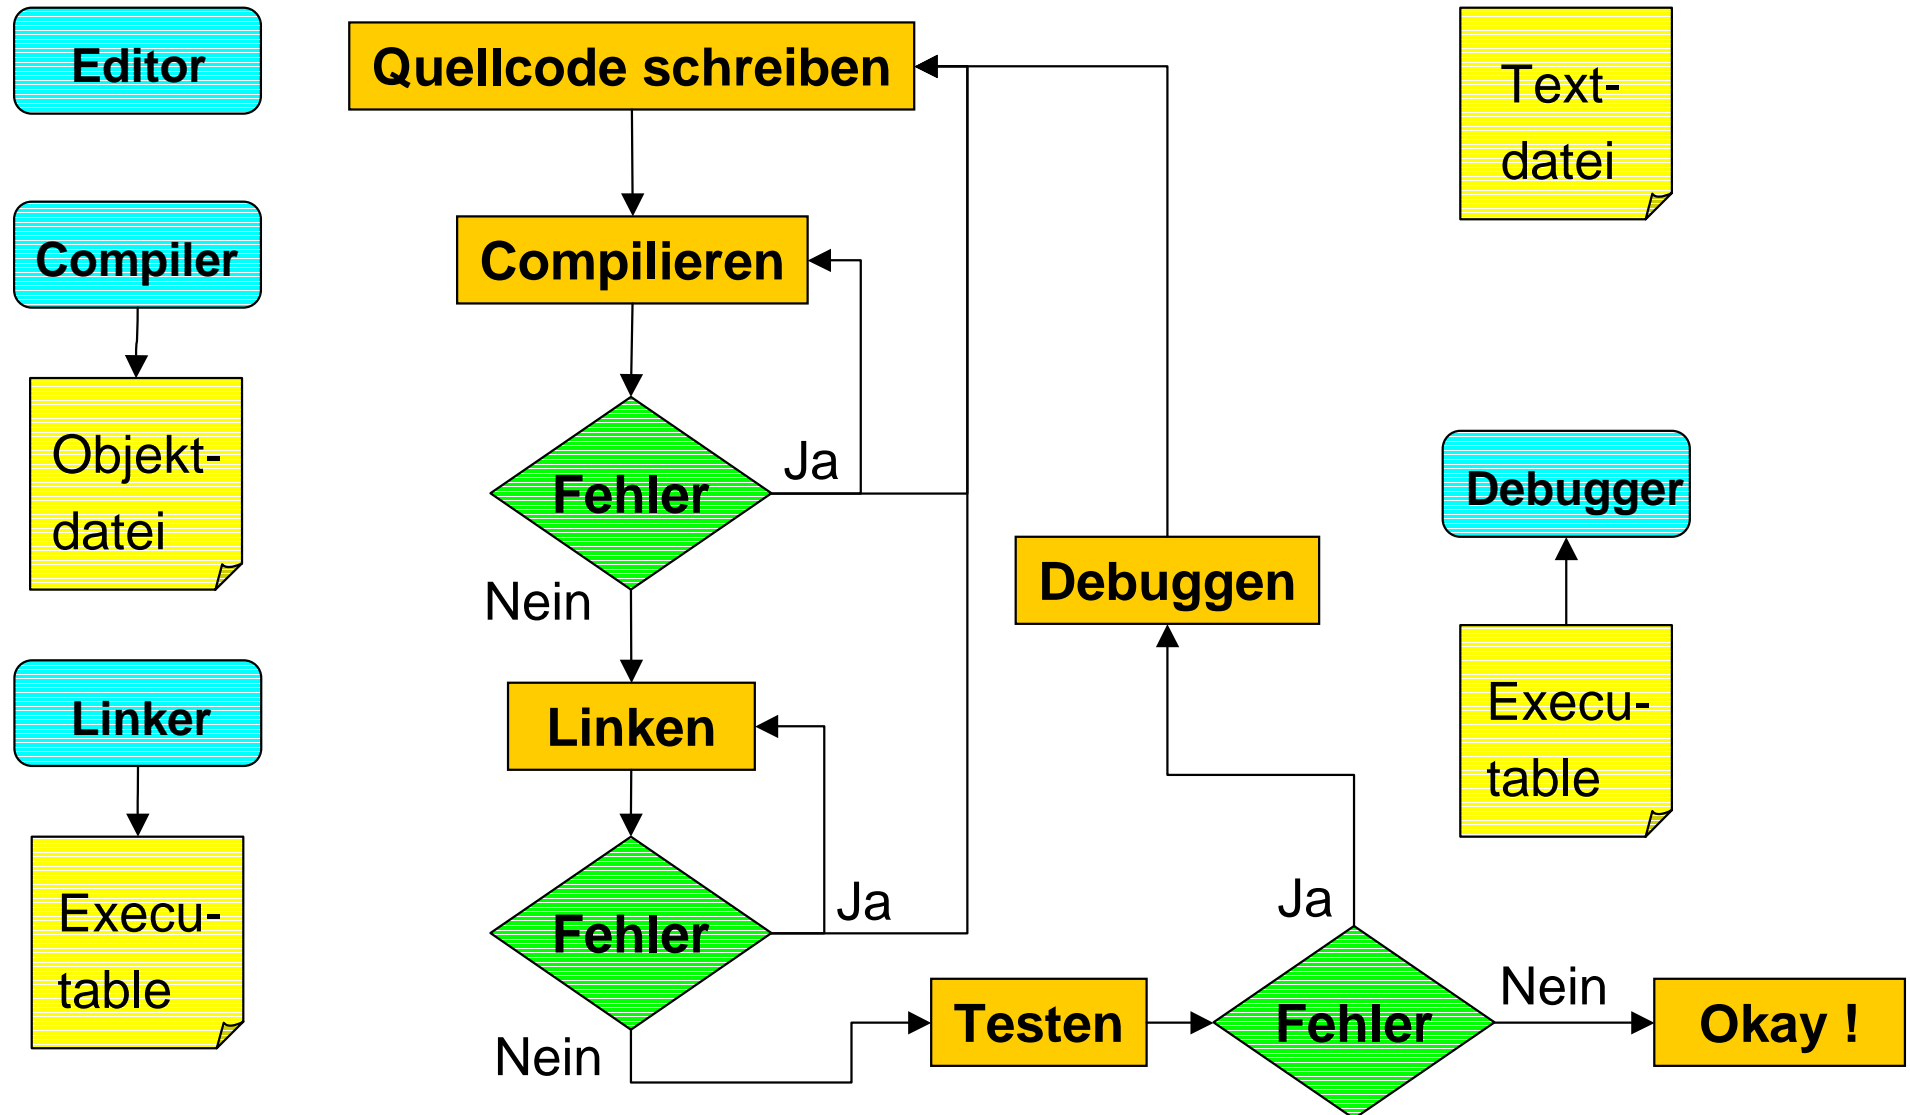 Editor
Quellcode schreiben
Text-
datei
Compiler
Compilieren
Objekt-
datei
Ja
Fehler
Debugger
Nein
Debuggen
Linker
Linken
Execu-
table
Execu-
table
Ja
Fehler
Ja
Nein
Testen
Fehler
Nein
Okay !